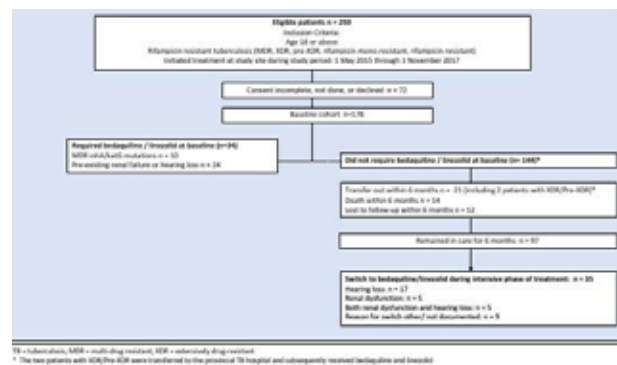 Eligible patients n = 250
Inclusion Criteria:
Age 18 or above
Rifampicin resistant tuberculosis (MDR, XDR, pre-XDR, rifampicin mono-resistant, rifampicin resistant)
Initiated treatment at study site during study period: 1 May 2015 through 1 November 2017
Consent incomplete, not done, or declined n = 72
Baseline cohort n=178
Required bedaquiline / linezolid at baseline (n=34)
MDR inhA/katG mutations n = 10
Pre-existing renal failure or hearing loss n = 24
Did not require bedaquiline / linezolid at baseline (n= 144)*
Transfer out within 6 months n = 21 (including 2 patients with XDR/Pre-XDR)*
Death within 6 months n = 14
Lost to follow-up within 6 months n = 12
Remained in care for 6 months n = 97
Switch to bedaquiline/linezolid during intensive phase of treatment: n = 35
Hearing loss: n = 17
Renal dysfunction: n = 5
Both renal dysfunction and hearing loss: n = 5
Reason for switch other/ not documented: n = 9
TB = tuberculosis, MDR = multi-drug resistant, XDR = extensively drug-resistant
* The two patients with XDR/Pre-XDR were transferred to the provincial TB hospital and subsequently received bedaquiline and linezolid